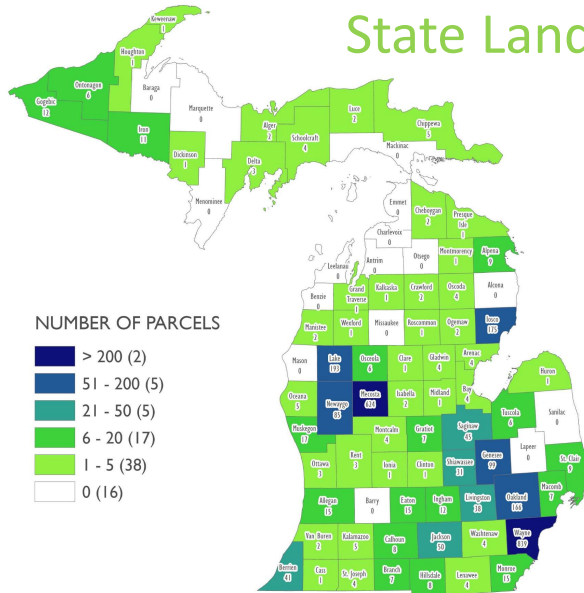 State Land
Keweenaw
1
Houghton
1
Ontonagon
6
Baraga
0
Gogebic
12
Marquette
0
Iron
11
Luce
2
Chippewa
5
Alger
2
Schoolcraft
4
Mackinac
0
Dickinson
1
Delta
3
Menominee
0
Emmet
0
Cheboygan
2
Presque
Isle
1
Charlevoix
0
Otsego
0
Montmorency
1
Alpena
9
Leelanau
0
Antrim
0
Benzie
0
Grand
Traverse
1
Kalkaska
1
Crawford
2
Oscoda
4
Alcona
0
Manistee
2
Wexford
1
Missaukee
0
Roscommon
1
Ogemaw
2
Iosco
175
NUMBER OF PARCELS
> 200 (2)
51 - 200 (5)
21 - 50 (5)
6 - 20 (17)
1 - 5 (38)
0 (16)
Mason
0
Lake
193
Osceola
6
Clare
1
Gladwin
4
Arenac
4
Huron
1
Oceana
5
Newaygo
85
Mecosta
624
Isabella
2
Midland
1
Bay
4
Tuscola
6
Sanilac
0
Muskegon
17
Montcalm
4
Gratiot
7
Saginaw
45
Genesee
99
Lapeer
0
St. Clair
9
Ottawa
Kent
3
Ionia
1
Clinton
1
Shiawassee
31
Allegan
15
Barry
0
Eaton
15
Ingham
12
Livingston
38
Oakland
166
Macomb
7
Van Buren
2
Kalamazoo
5
Calhoun
8
Jackson
50
Washtenaw
4
Wayne
839
Berrien
41
Cass
1
St. Joseph
4
Branch
7
Hillsdale
8
Lenawee
4
Monroe
15